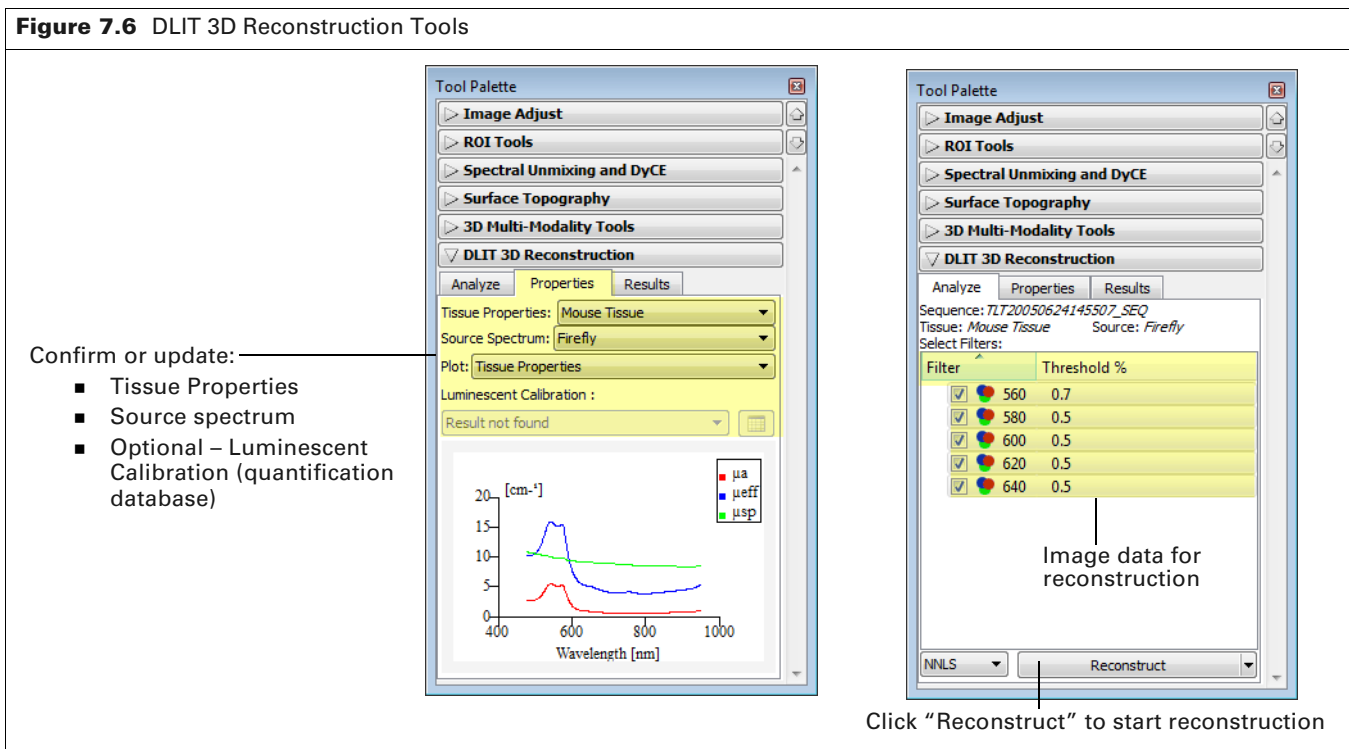 Figure 7.6 DLIT 3D Reconstruction Tools
Confirm or update:
■ Tissue Properties
■ Source spectrum
■ Optional – Luminescent
Calibration (quantification
database)
Tool Palette
Image Adjust
ROI Tools
Spectral Unmixing and DyCE
Surface Topography
3D Multi-Modality Tools
DLIT 3D Reconstruction
Analyze Properties Results
Tissue Properties: Mouse Tissue
Source Spectrum: Firefly
Plot: Tissue Properties
Luminescent Calibration :
Result not found
[cm-¹]
µa
µeff
µsp
20
15
10
5
0
400 600 800 1000
Wavelength [nm]
Tool Palette
Image Adjust
ROI Tools
Spectral Unmixing and DyCE
Surface Topography
3D Multi-Modality Tools
DLIT 3D Reconstruction
Analyze Properties Results
Sequence: TLT20050624145507_SEQ
Tissue: Mouse Tissue Source: Firefly
Select Filters:
Filter Threshold %
560 0.7
580 0.5
600 0.5
620 0.5
640 0.5
Image data for
reconstruction
NNLS Reconstruct
Click “Reconstruct” to start reconstruction